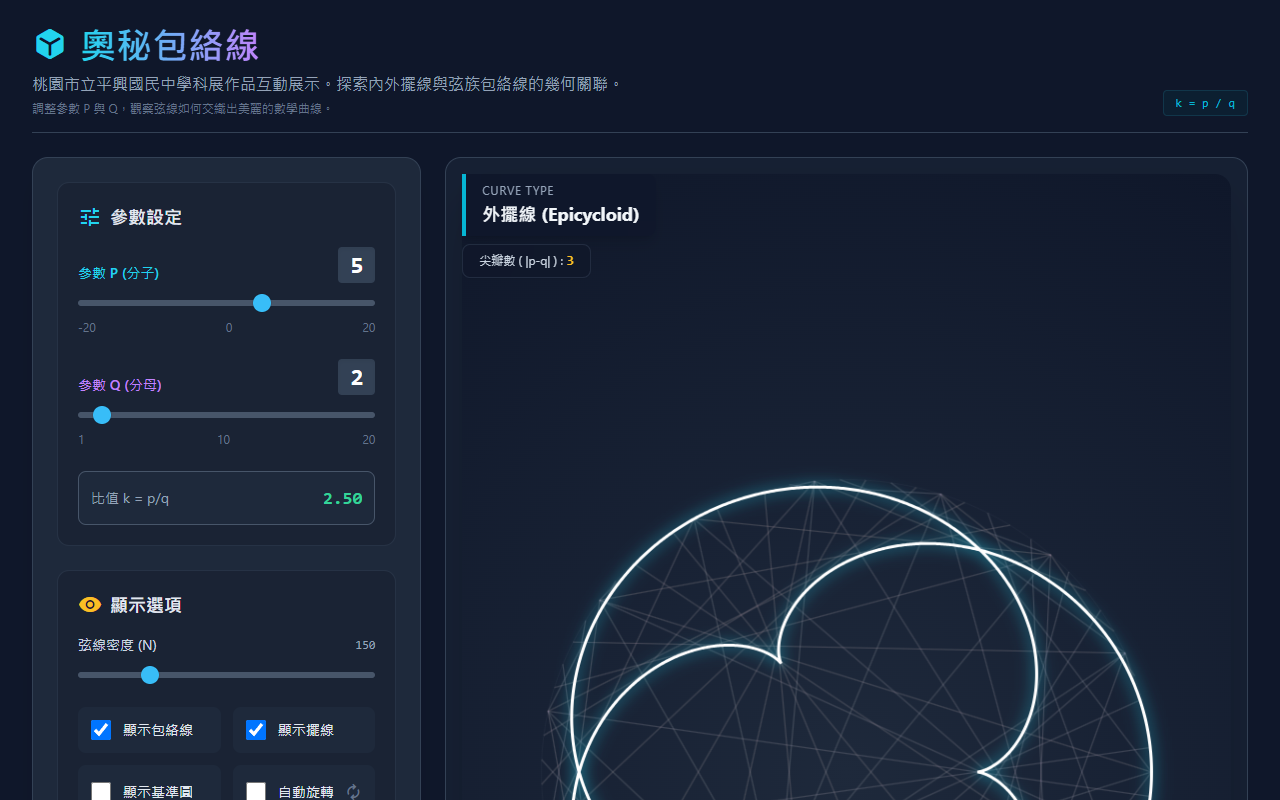 奧秘包絡線
桃園市立平興國民中學科展作品互動展示。探索內外擺線與弦族包絡線的幾何關聯。
調整參數 P 與 Q，觀察弦線如何交織出美麗的數學曲線。
k = p / q
參數設定
參數 P (分子)
5
-20 0 20
參數 Q (分母)
2
1 10 20
比值 k = p/q
2.50
顯示選項
弦線密度 (N)
150
顯示包絡線
顯示擺線
顯示基準圓
自動旋轉
CURVE TYPE
外擺線 (Epicycloid)
尖瓣數 ( |p-q| ) : 3